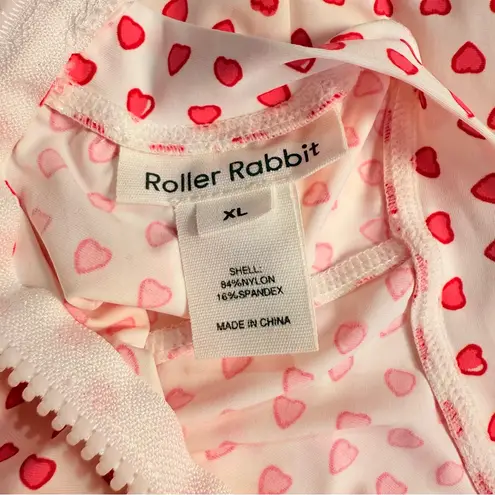 Roller Rabbit
XL
SHELL:
84%NYLON
16%SPANDEX
MADE IN CHINA